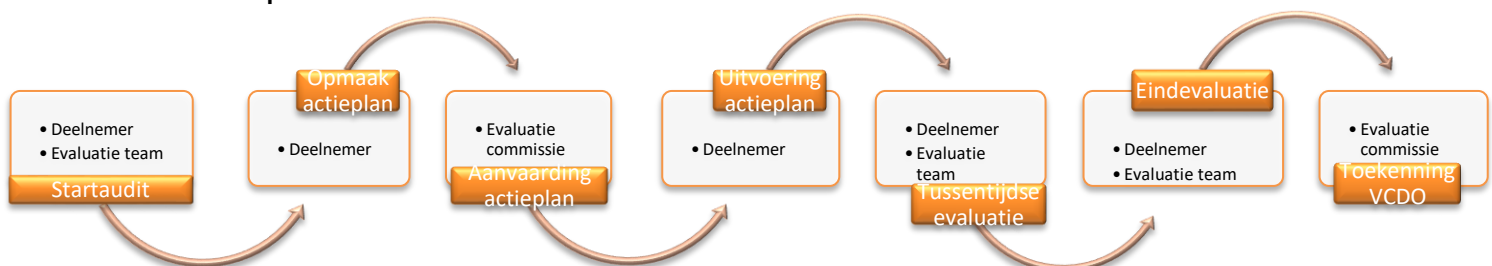 • Deelnemer
• Evaluatie team
Startaudit
Opmaak
actieplan
• Deelnemer
• Evaluatie
commissie
Aanvaarding
actieplan
Uitvoering
actieplan
• Deelnemer
• Deelnemer
• Evaluatie
team
Tussentijdse
evaluatie
Eindevaluatie
• Deelnemer
• Evaluatie team
• Evaluatie
commissie
Toekenning
VCDO